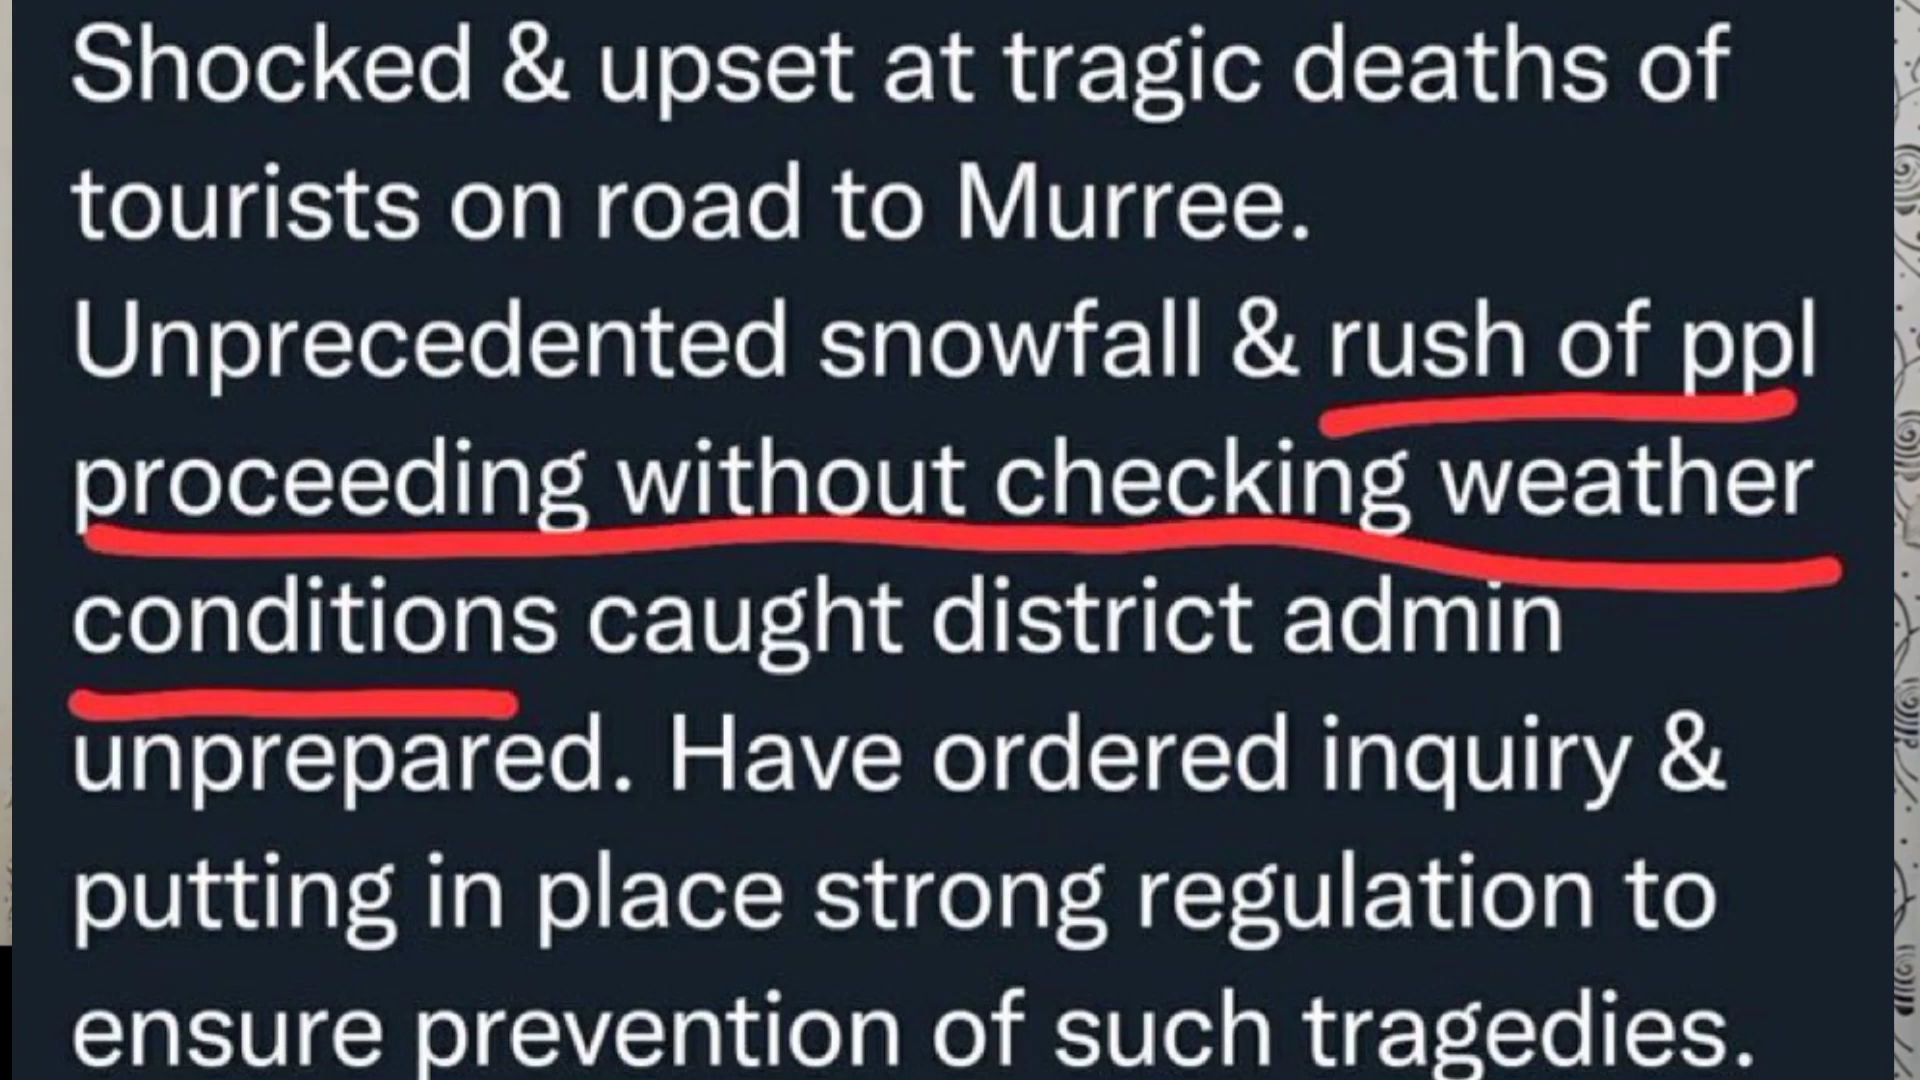 Shocked & upset at tragic deaths of
tourists on road to Murree.
Unprecedented snowfall & rush of ppl
proceeding without checking weather
conditions caught district admin
unprepared. Have ordered inquiry &
putting in place strong regulation to
ensure prevention of such tragedies.